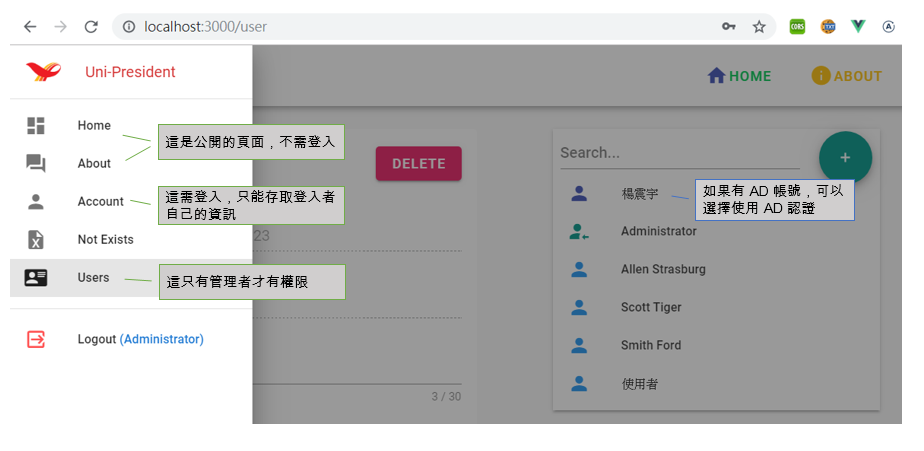 localhost:3000/user
CORS
Uni-President
HOME
ABOUT
Home
這是公開的頁面，不需登入
About
DELETE
Search...
+
Account
這需登入，只能存取登入者
自己的資訊
楊震宇
如果有 AD 帳號，可以
選擇使用 AD 認證
Not Exists
23
Administrator
Users
這只有管理者才有權限
Allen Strasburg
Scott Tiger
Logout (Administrator)
Smith Ford
使用者
3 / 30